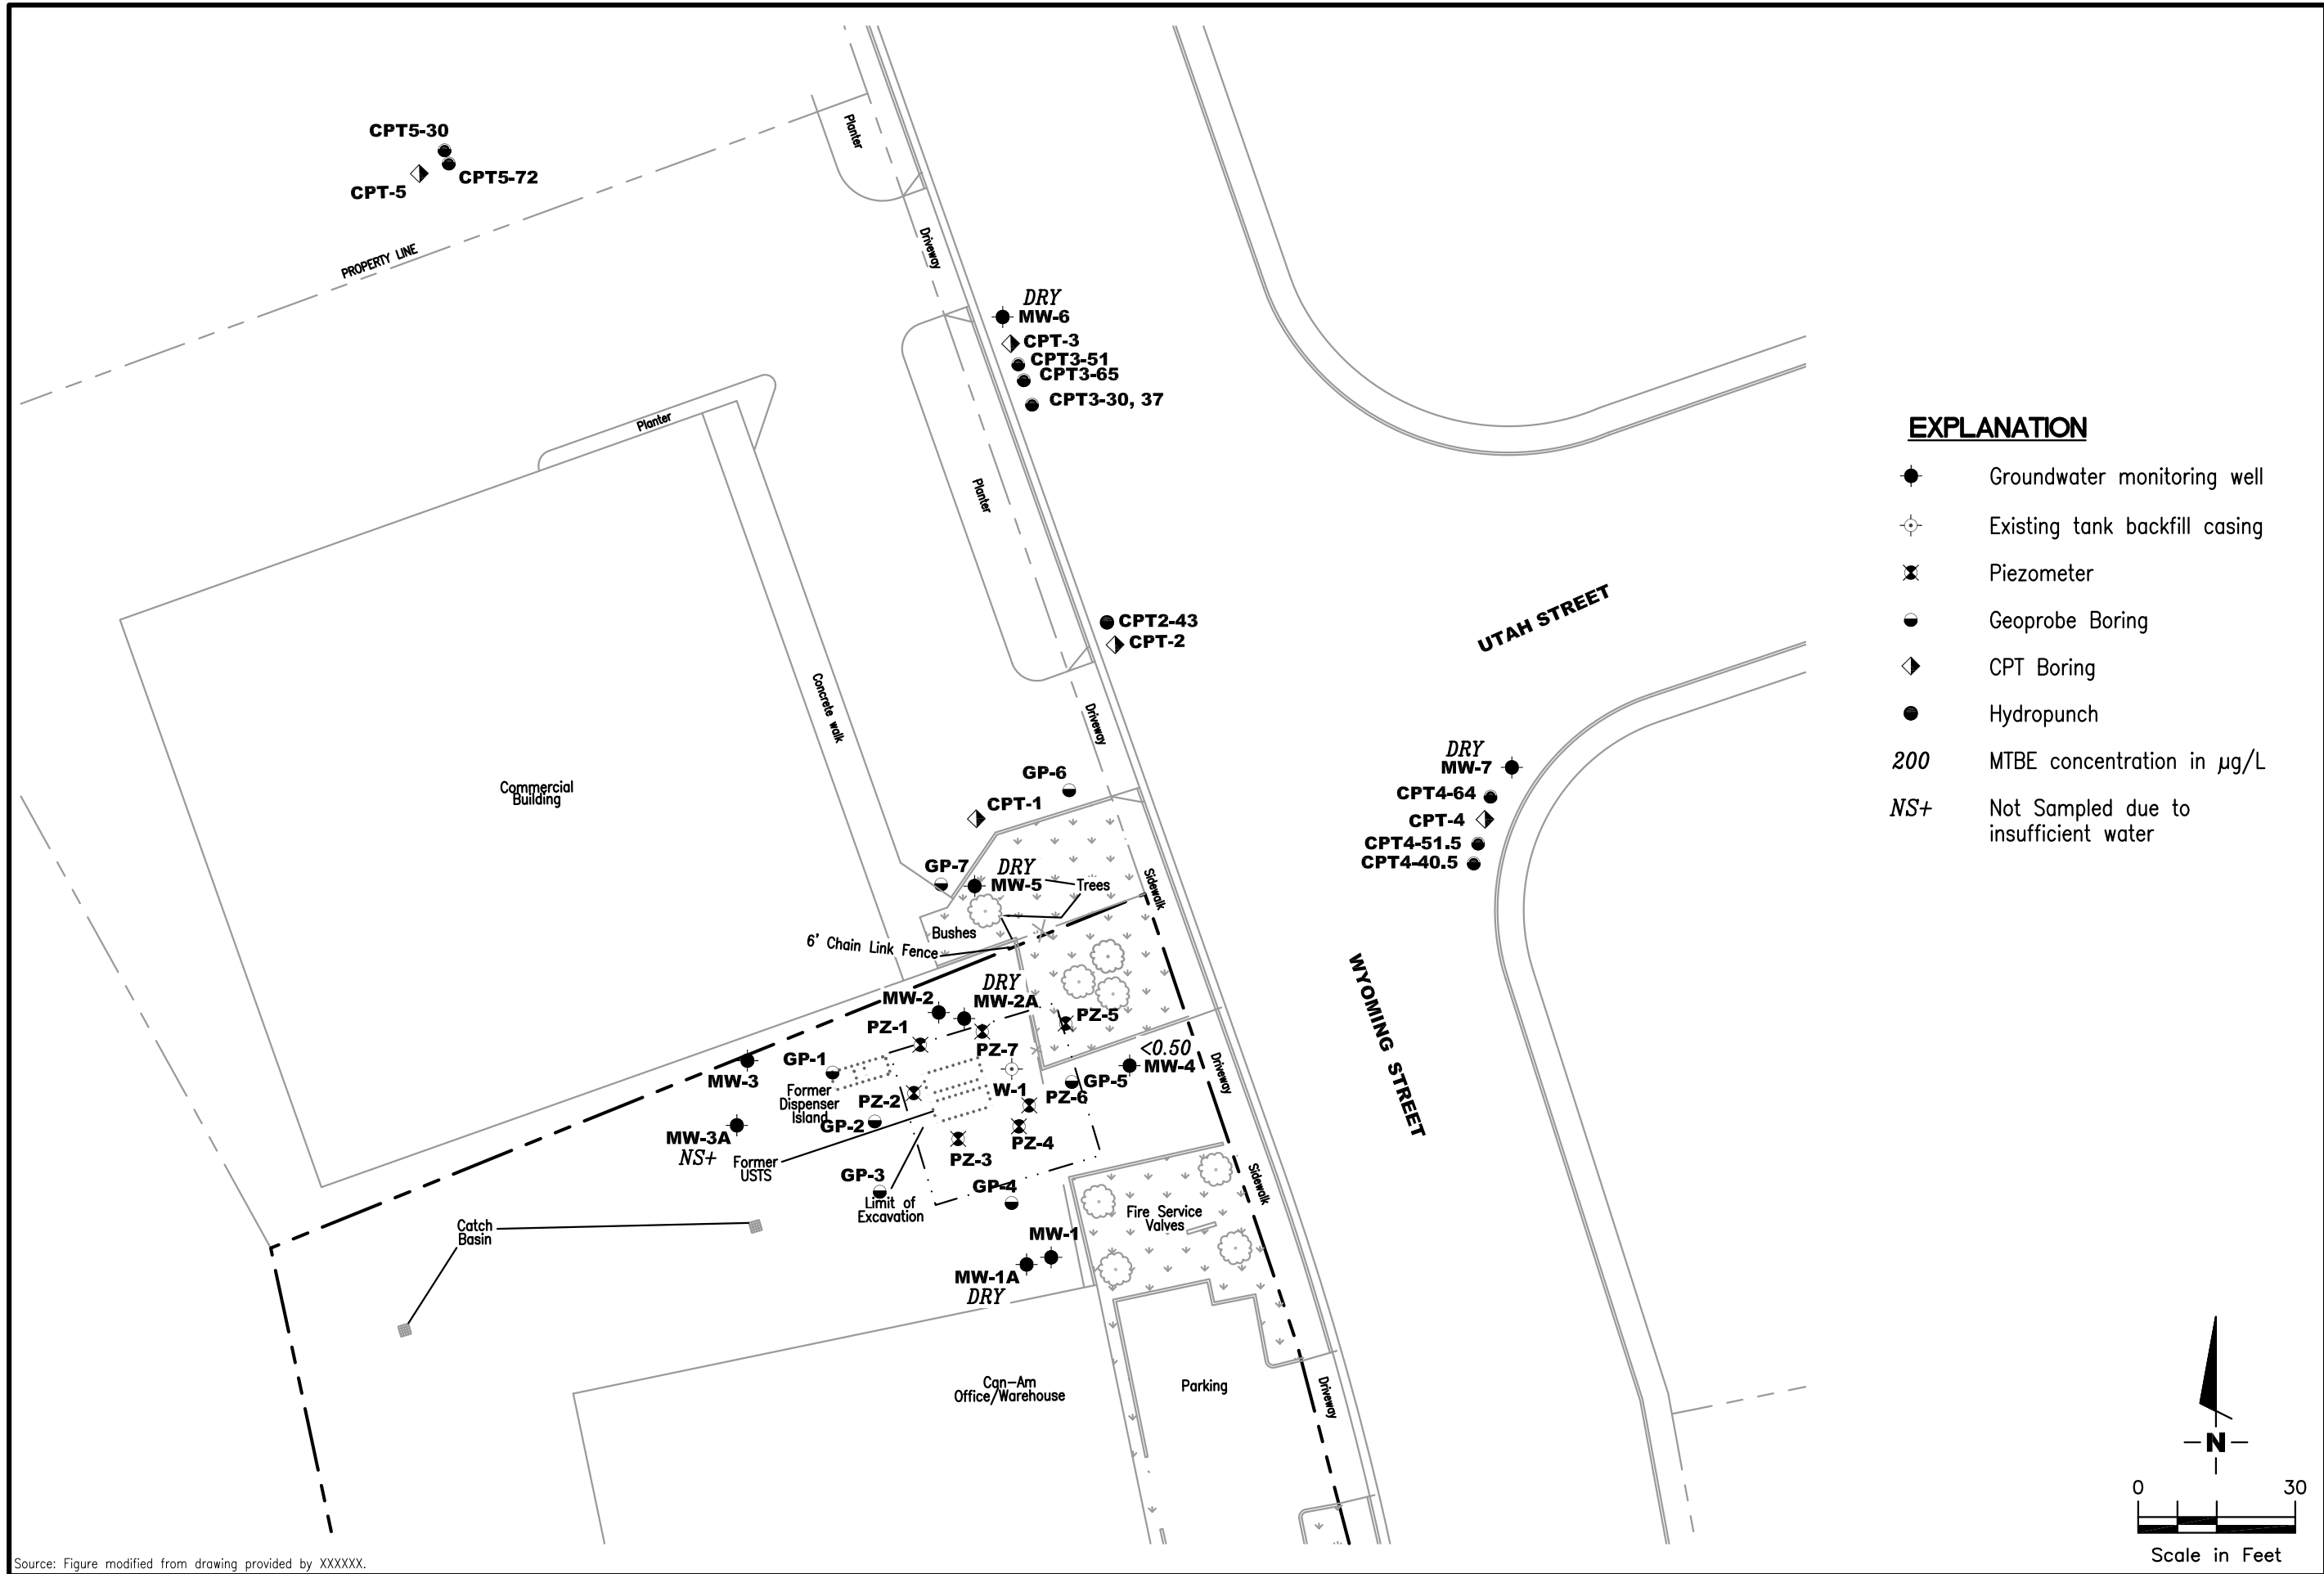 Planter
CPT5-30
CPT5-72
CPT-5
PROPERTY LINE
Driveway
DRY
MW-6
CPT-3
CPT3-51
CPT3-65
CPT3-30, 37
Planter
Planter
CPT2-43
CPT-2
UTAH STREET
Concrete walk
Driveway
Commercial
Building
GP-6
CPT-1
DRY
MW-7
CPT4-64
CPT-4
CPT4-51.5
CPT4-40.5
GP-7
DRY
MW-5
Trees
Sidewalk
Bushes
6' Chain Link Fence
WYOMING STREET
DRY
MW-2
MW-2A
PZ-1
PZ-5
PZ-7
<0.50
MW-4
MW-3
GP-1
Former
Dispenser
Island
PZ-2
W-1
GP-5
PZ-6
Driveway
GP-2
MW-3A
NS+
Former
USTS
PZ-3
PZ-4
GP-3
GP-4
Limit of
Excavation
Sidewalk
Fire Service
Valves
Catch
Basin
MW-1
MW-1A
DRY
Can-Am
Office/Warehouse
Parking
Driveway
EXPLANATION
Groundwater monitoring well
Existing tank backfill casing
Piezometer
Geoprobe Boring
CPT Boring
Hydropunch
200 MTBE concentration in µg/L
NS+ Not Sampled due to
insufficient water
N
0 30
Scale in Feet
Source: Figure modified from drawing provided by XXXXXX.